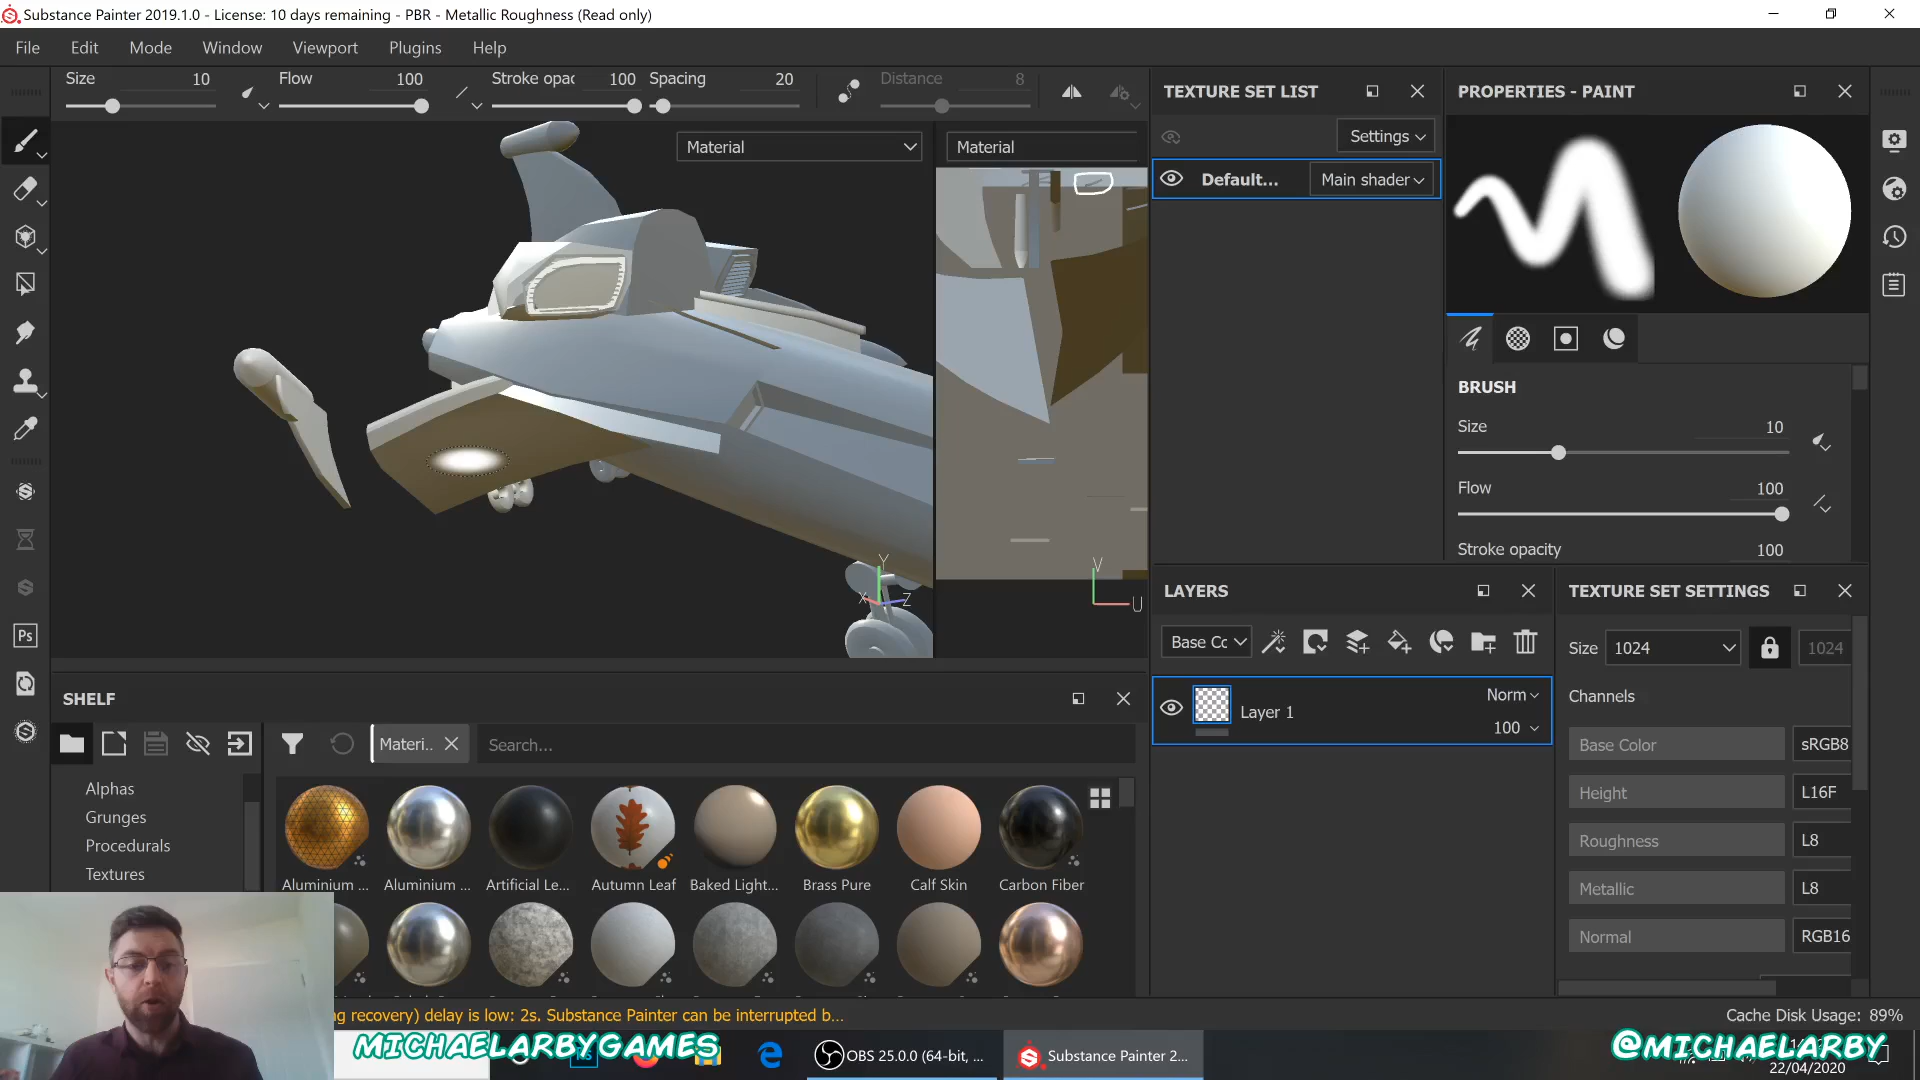 Substance Painter 2019.1.0 - License: 10 days remaining - PBR - Metallic Roughness (Read only)
File Edit Mode Window Viewport Plugins Help
Size 10 Flow 100 Stroke opac 100 Spacing 20 Distance 8
Material
Material
TEXTURE SET LIST
Settings
Default... Main shader
PROPERTIES - PAINT
BRUSH
Size 10
Flow 100
Stroke opacity 100
Y
X Z
V
U
LAYERS
Base Cc
Layer 1 Norm
100
TEXTURE SET SETTINGS
Size 1024 1024
Channels
Base Color sRGB8
Height L16F
Roughness L8
Metallic L8
Normal RGB16
Ps
SHELF
Materi.. Search...
Alphas
Grunges
Procedurals
Textures
Aluminium ... Aluminium ... Artificial Le... Autumn Leaf Baked Light... Brass Pure Calf Skin Carbon Fiber
ng recovery) delay is low: 2s. Substance Painter can be interrupted b...
Cache Disk Usage: 89%
MICHAELARBYGAMES
OBS 25.0.0 (64-bit, ...
Substance Painter 2...
@MICHAELARBY
22/04/2020